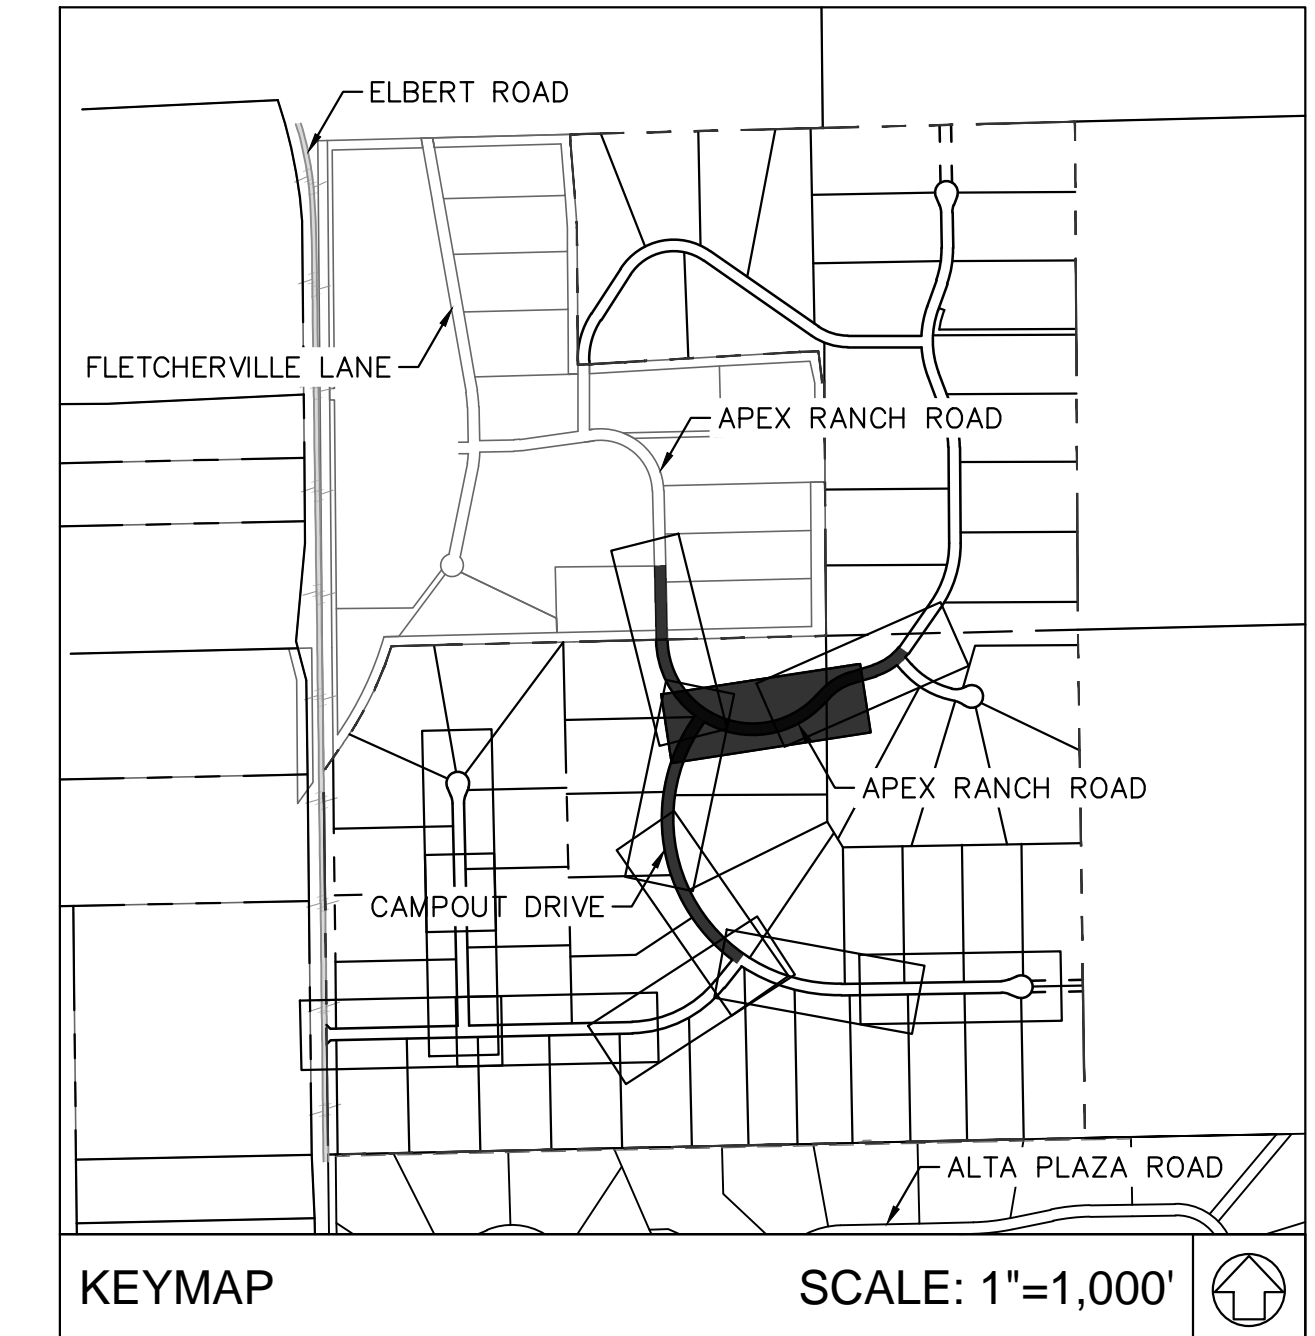 ELBERT ROAD
FLETCHERVILLE LANE
APEX RANCH ROAD
APEX RANCH ROAD
CAMPOUT DRIVE
ALTA PLAZA ROAD
KEYMAP
SCALE: 1"=1,000'